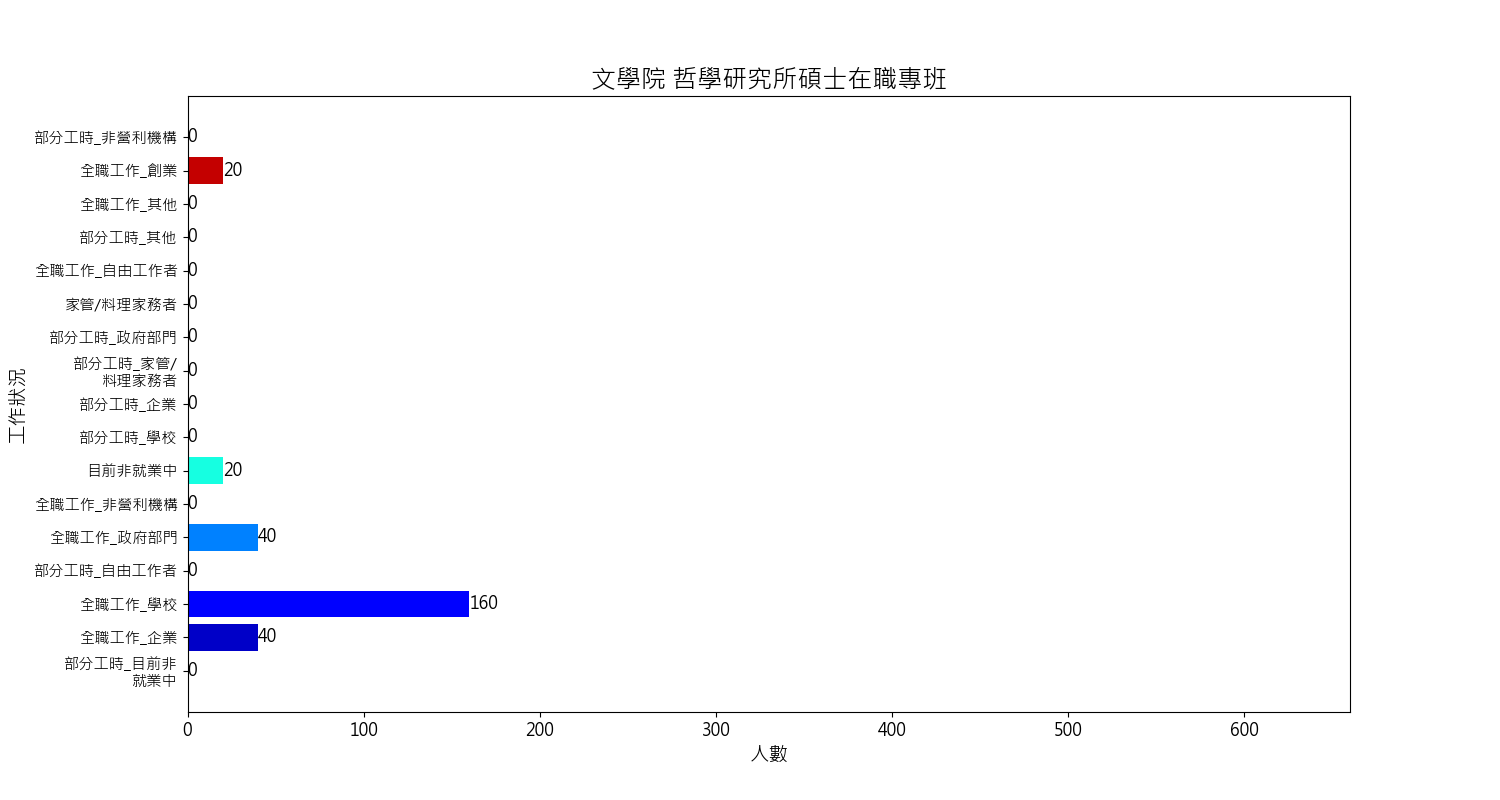 文學院 哲學研究所碩士在職專班
工作狀況
部分工時_非營利機構 0
全職工作_創業 20
全職工作_其他 0
部分工時_其他 0
全職工作_自由工作者 0
家管/料理家務者 0
部分工時_政府部門 0
部分工時_家管/
料理家務者 0
部分工時_企業 0
部分工時_學校 0
目前非就業中 20
全職工作_非營利機構 0
全職工作_政府部門 40
部分工時_自由工作者 0
全職工作_學校 160
全職工作_企業 40
部分工時_目前非
就業中 0
0 100 200 300 400 500 600
人數